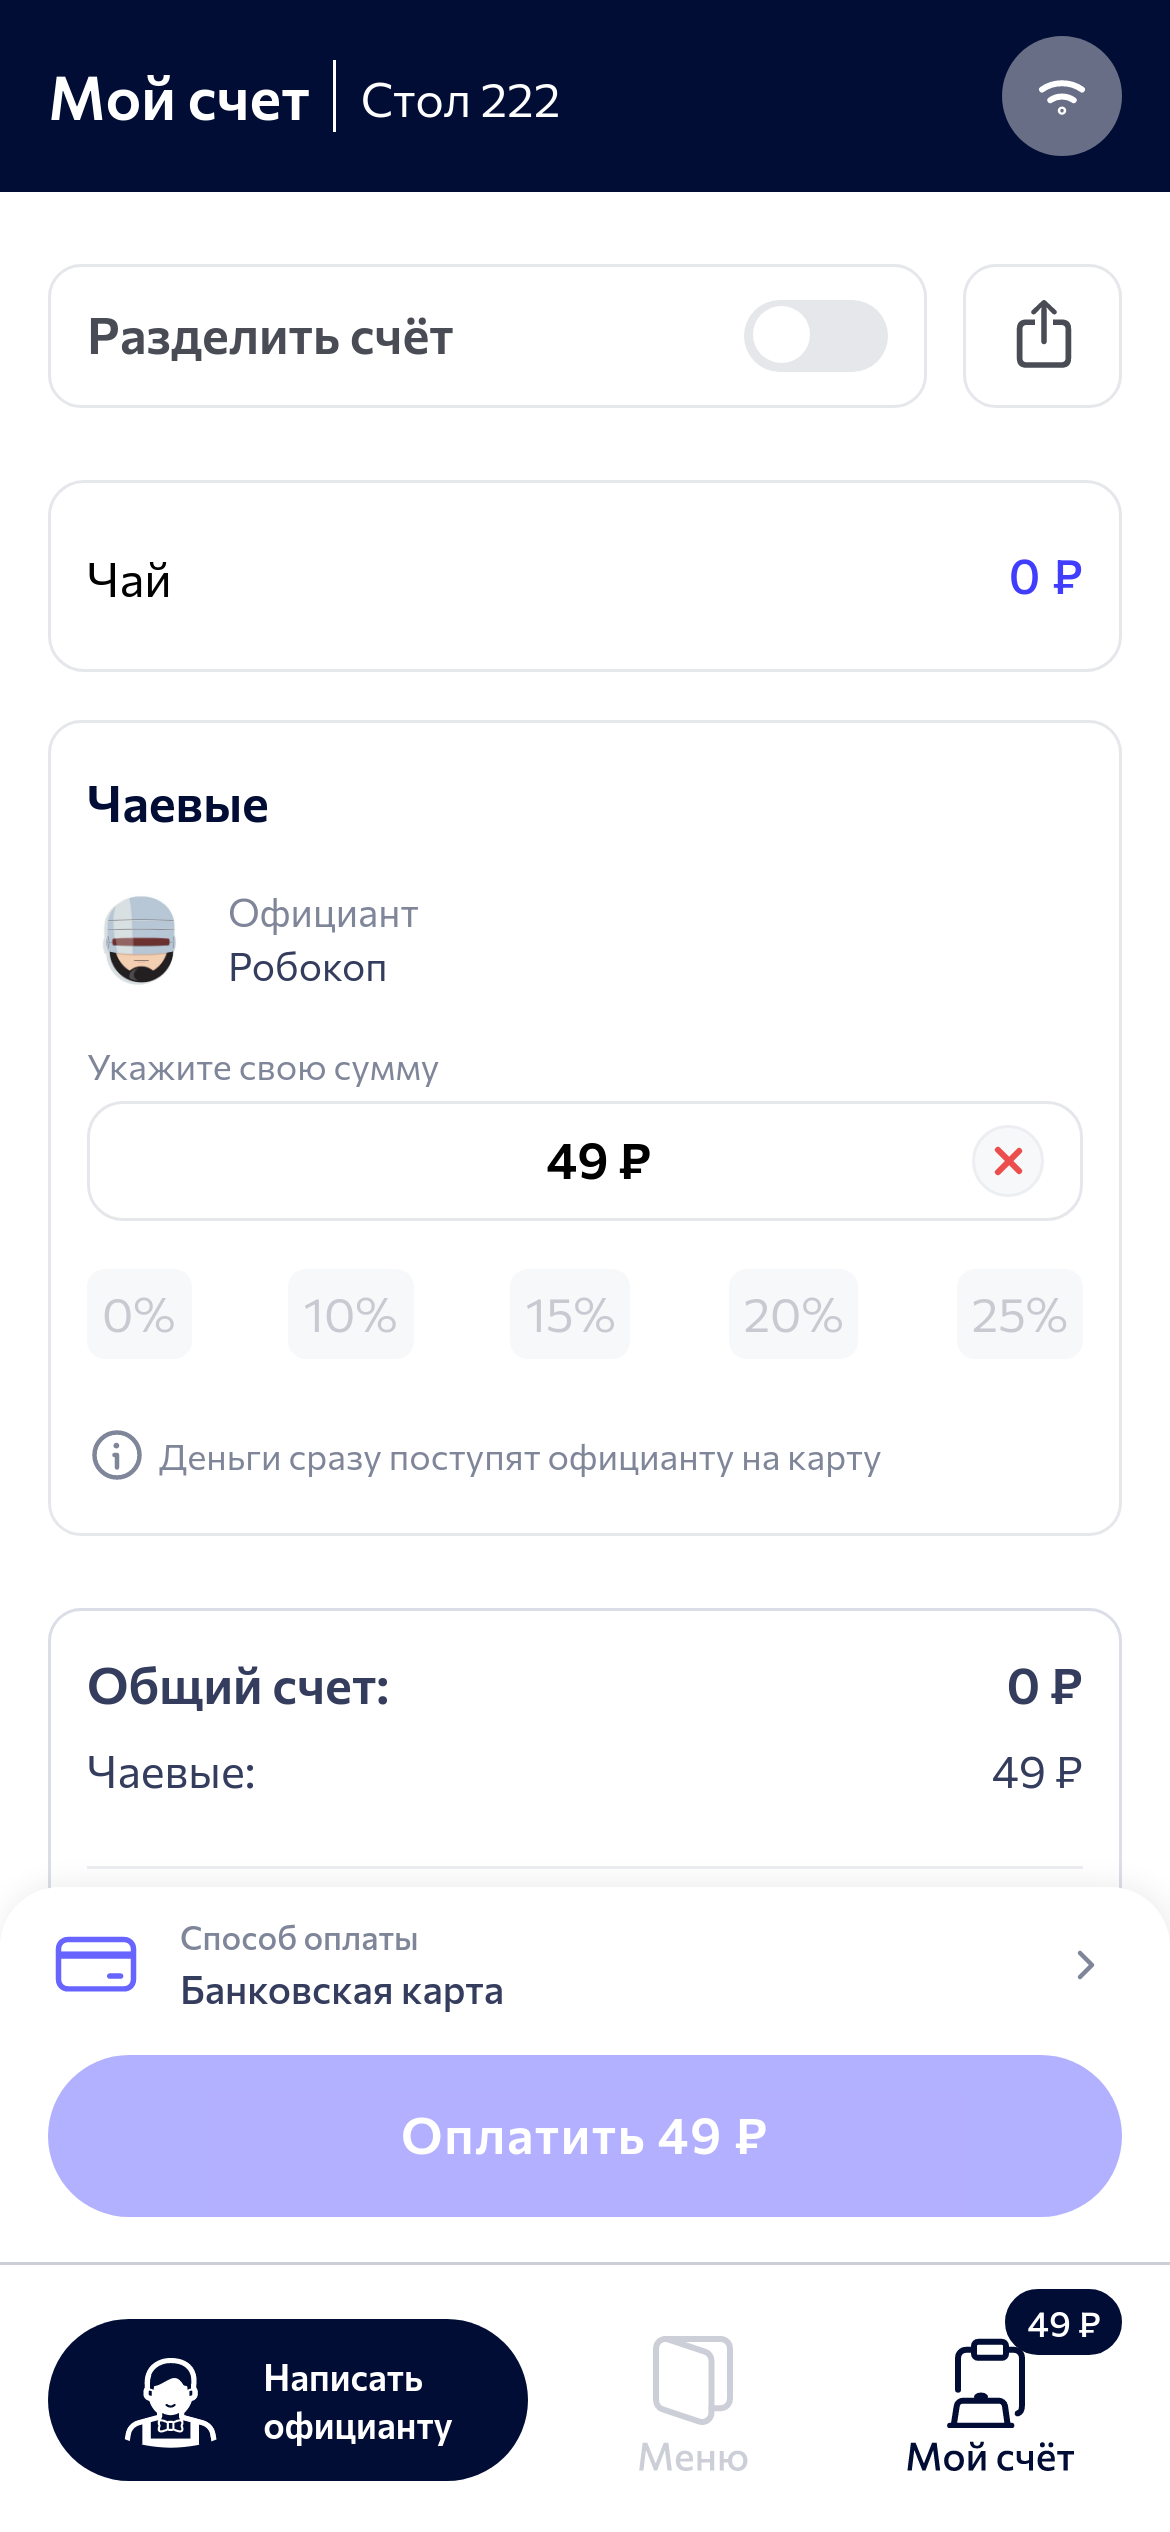 Мой счет
Стол 222
Разделить счёт
Чай 0 ₽
Чаевые
Официант
Робокоп
Укажите свою сумму
49 ₽
0% 10% 15% 20% 25%
Деньги сразу поступят официанту на карту
Общий счет: 0 ₽
Чаевые: 49 ₽
Способ оплаты
Банковская карта
Оплатить 49 ₽
Написать
официанту
Меню
49 ₽
Мой счёт